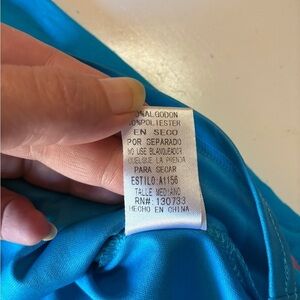 ALGODON
POLIESTER
EN SECO
POR SEPARADO
NO USE BLANQUEADOR
CUELGUE LA PRENDA
PARA SECAR
ESTILO:A1156
TALLE MEDIANO
RN#. 130733
HECHO EN CHINA